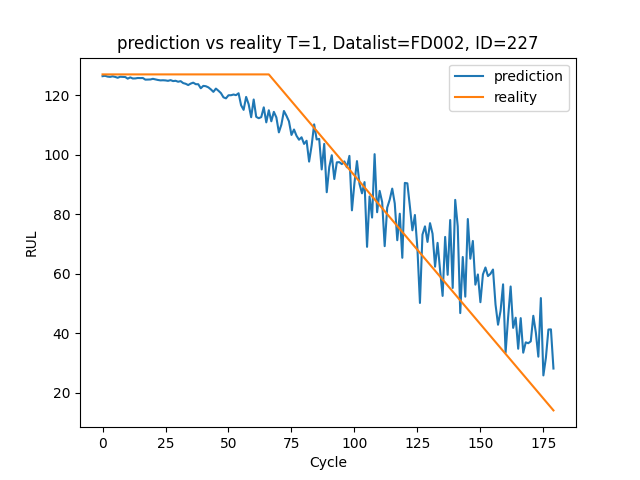 prediction vs reality T=1, Datalist=FD002, ID=227
prediction
reality
RUL
120
100
80
60
40
20
0 25 50 75 100 125 150 175
Cycle